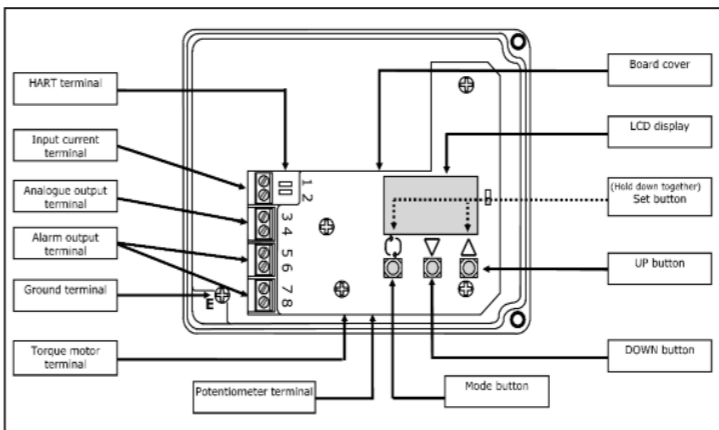 HART terminal
Input current
terminal
Analogue output
terminal
Alarm output
terminal
Ground terminal
Torque motor
terminal
Potentiometer terminal
1
2
3
4
5
6
7
8
E
Board cover
LCD display
(Hold down together)
Set button
UP button
DOWN button
Mode button